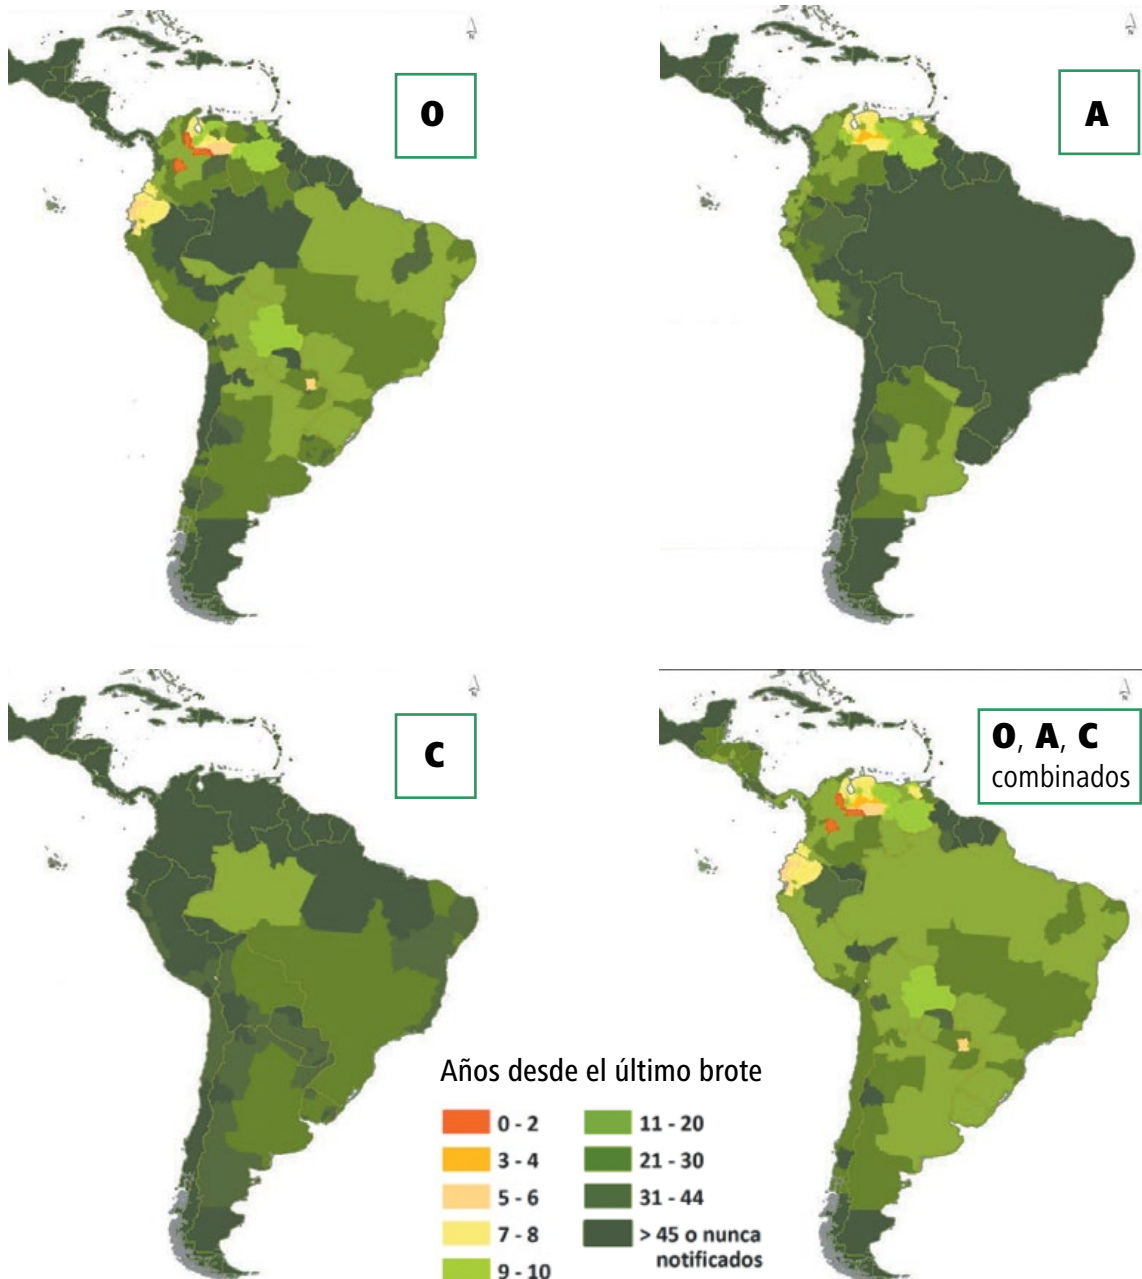 O
A
C
O, A, C
combinados
Años desde el último brote
0 - 2
3 - 4
5 - 6
7 - 8
9 - 10
11 - 20
21 - 30
31 - 44
> 45 o nunca
notificados